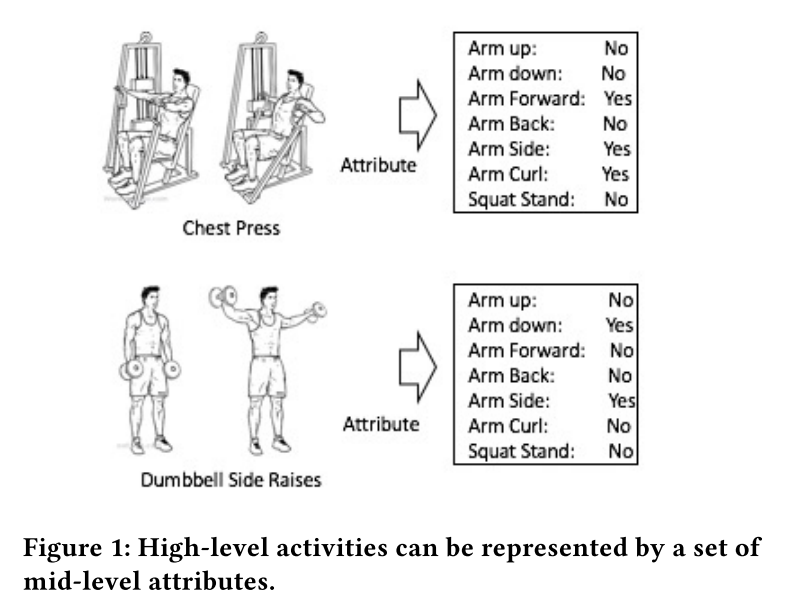 Arm up: No
Arm down: No
Arm Forward: Yes
Arm Back: No
Arm Side: Yes
Arm Curl: Yes
Squat Stand: No
Attribute
Chest Press
Arm up: No
Arm down: Yes
Arm Forward: No
Arm Back: No
Arm Side: Yes
Arm Curl: No
Squat Stand: No
Attribute
Dumbbell Side Raises
Figure 1: High-level activities can be represented by a set of
mid-level attributes.